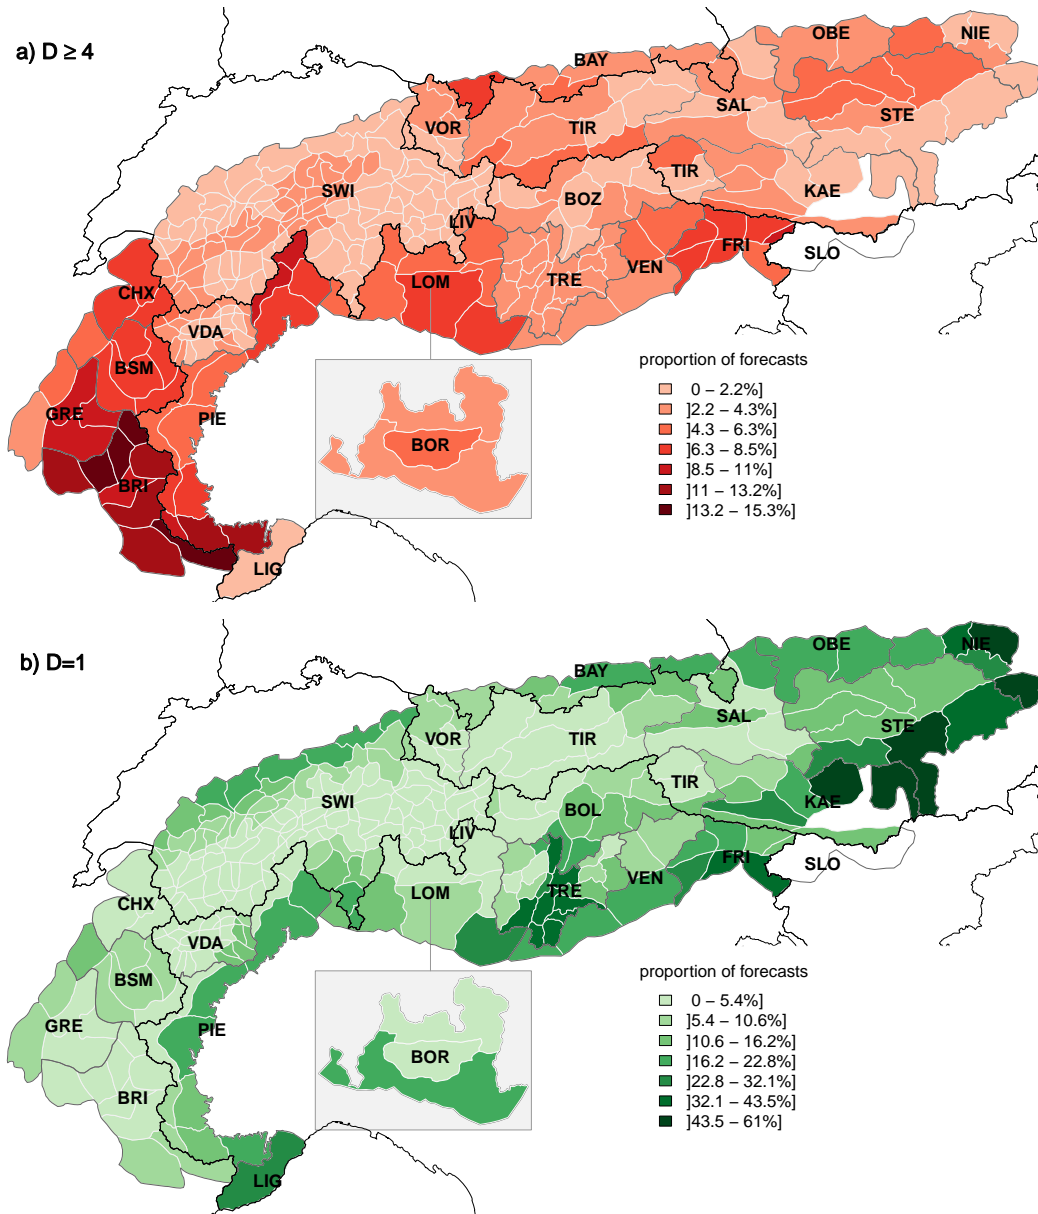 a) D ≥ 4
OBE
NIE
BAY
SAL
STE
VOR
TIR
SWI
TIR
KAE
BOZ
LIV
FRI
SLO
VEN
TRE
LOM
CHX
VDA
BSM
GRE
PIE
BRI
LIG
BOR
proportion of forecasts
0 – 2.2%]
]2.2 – 4.3%]
]4.3 – 6.3%]
]6.3 – 8.5%]
]8.5 – 11%]
]11 – 13.2%]
]13.2 – 15.3%]
b) D=1
OBE
NIE
BAY
SAL
STE
VOR
TIR
TIR
SWI
KAE
BOL
LIV
FRI
SLO
VEN
TRE
LOM
CHX
VDA
BSM
GRE
PIE
BRI
LIG
BOR
proportion of forecasts
0 – 5.4%]
]5.4 – 10.6%]
]10.6 – 16.2%]
]16.2 – 22.8%]
]22.8 – 32.1%]
]32.1 – 43.5%]
]43.5 – 61%]